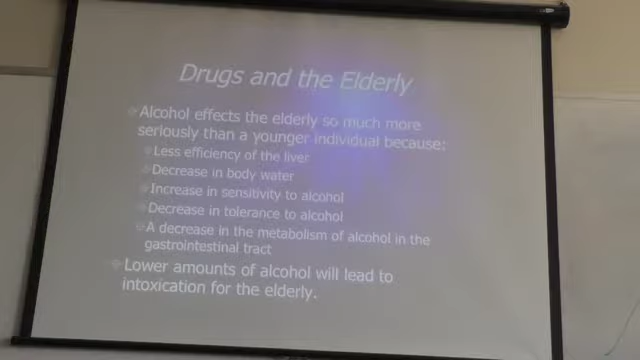 Drugs and the Elderly
Alcohol effects the elderly so much more
seriously than a younger individual because:
Less efficiency of the liver
Decrease in body water
Increase in sensitivity to alcohol
Decrease in tolerance to alcohol
A decrease in the metabolism of alcohol in the
gastrointestinal tract
Lower amounts of alcohol will lead to
intoxication for the elderly.